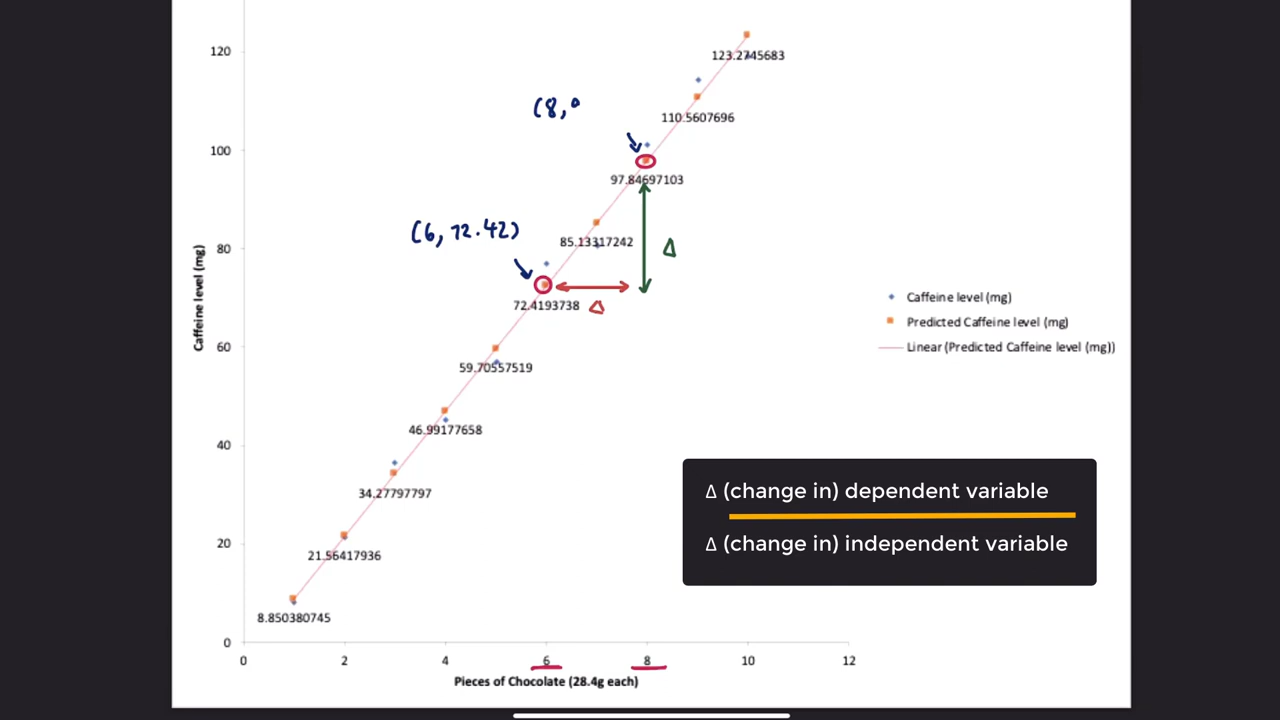 120
123.2745683
(8,
110.5607696
100
97.84697103
(6, 72.42)
85.13317242
80
Δ
72.4193738
Δ
Caffeine level (mg)
Caffeine level (mg)
Predicted Caffeine level (mg)
Linear (Predicted Caffeine level (mg))
60
59.70557519
46.99177658
40
34.27797797
Δ (change in) dependent variable
Δ (change in) independent variable
20
21.56417936
8.850380745
0
0 2 4 6 8 10 12
Pieces of Chocolate (28.4g each)